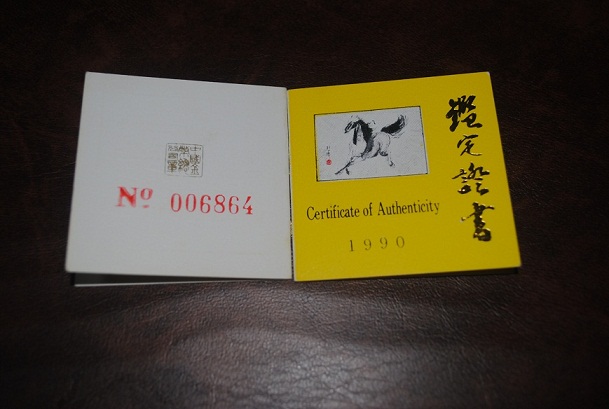 No 006864
Certificate of Authenticity
1990
鑑定證書